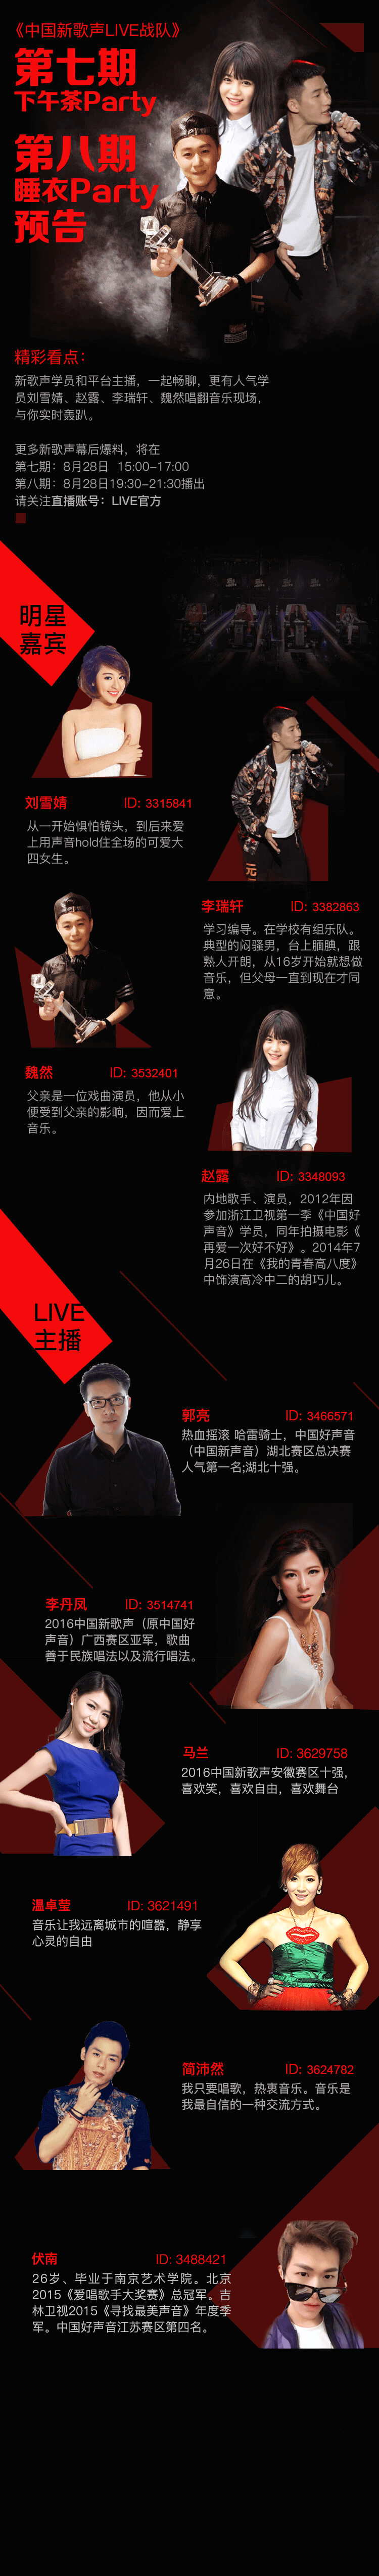 《中国新歌声LIVE战队》
第七期
下午茶Party
第八期
睡衣Party
预告
精彩看点：
新歌声学员和平台主播，一起畅聊，更有人气学
员刘雪婧、赵露、李瑞轩、魏然唱翻音乐现场，
与你实时轰趴。
更多新歌声幕后爆料，将在
第七期：8月28日 15:00-17:00
第八期：8月28日19:30-21:30播出
请关注直播账号：LIVE官方
明星
嘉宾
刘雪婧 ID: 3315841
从一开始惧怕镜头，到后来爱
上用声音hold住全场的可爱大
四女生。
李瑞轩 ID: 3382863
学习编导。在学校有组乐队。
典型的闷骚男，台上腼腆，跟
熟人开朗，从16岁开始就想做
音乐，但父母一直到现在才同
意。
魏然 ID: 3532401
父亲是一位戏曲演员，他从小
便受到父亲的影响，因而爱上
音乐。
赵露 ID: 3348093
内地歌手、演员，2012年因
参加浙江卫视第一季《中国好
声音》学员，同年拍摄电影《
再爱一次好不好》。2014年7
月26日在《我的青春高八度》
中饰演高冷中二的胡巧儿。
LIVE
主播
郭亮 ID: 3466571
热血摇滚 哈雷骑士，中国好声音
（中国新声音）湖北赛区总决赛
人气第一名;湖北十强。
李丹凤 ID: 3514741
2016中国新歌声（原中国好
声音）广西赛区亚军，歌曲
善于民族唱法以及流行唱法。
马兰 ID: 3629758
2016中国新歌声安徽赛区十强，
喜欢笑，喜欢自由，喜欢舞台
温卓莹 ID: 3621491
音乐让我远离城市的喧嚣，静享
心灵的自由
简沛然 ID: 3624782
我只要唱歌，热衷音乐。音乐是
我最自信的一种交流方式。
伏南 ID: 3488421
26岁、毕业于南京艺术学院。北京
2015《爱唱歌手大奖赛》总冠军。吉
林卫视2015《寻找最美声音》年度季
军。中国好声音江苏赛区第四名。